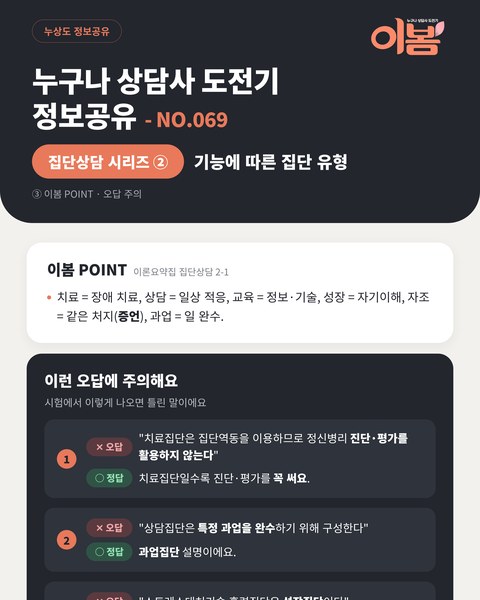 누상도 정보공유
누구나 상담사 도전기
이봄
누구나 상담사 도전기
정보공유 - NO.069
집단상담 시리즈 ② 기능에 따른 집단 유형
③ 이봄 POINT · 오답 주의
이봄 POINT 이론요약집 집단상담 2-1
• 치료 = 장애 치료, 상담 = 일상 적응, 교육 = 정보·기술, 성장 = 자기이해, 자조
= 같은 처지(증언), 과업 = 일 완수.
이런 오답에 주의해요
시험에서 이렇게 나오면 틀린 말이에요
1
✕ 오답 "치료집단은 집단역동을 이용하므로 정신병리 진단·평가를
활용하지 않는다"
○ 정답 치료집단일수록 진단·평가를 꼭 써요.
2
✕ 오답 "상담집단은 특정 과업을 완수하기 위해 구성한다"
○ 정답 과업집단 설명이에요.